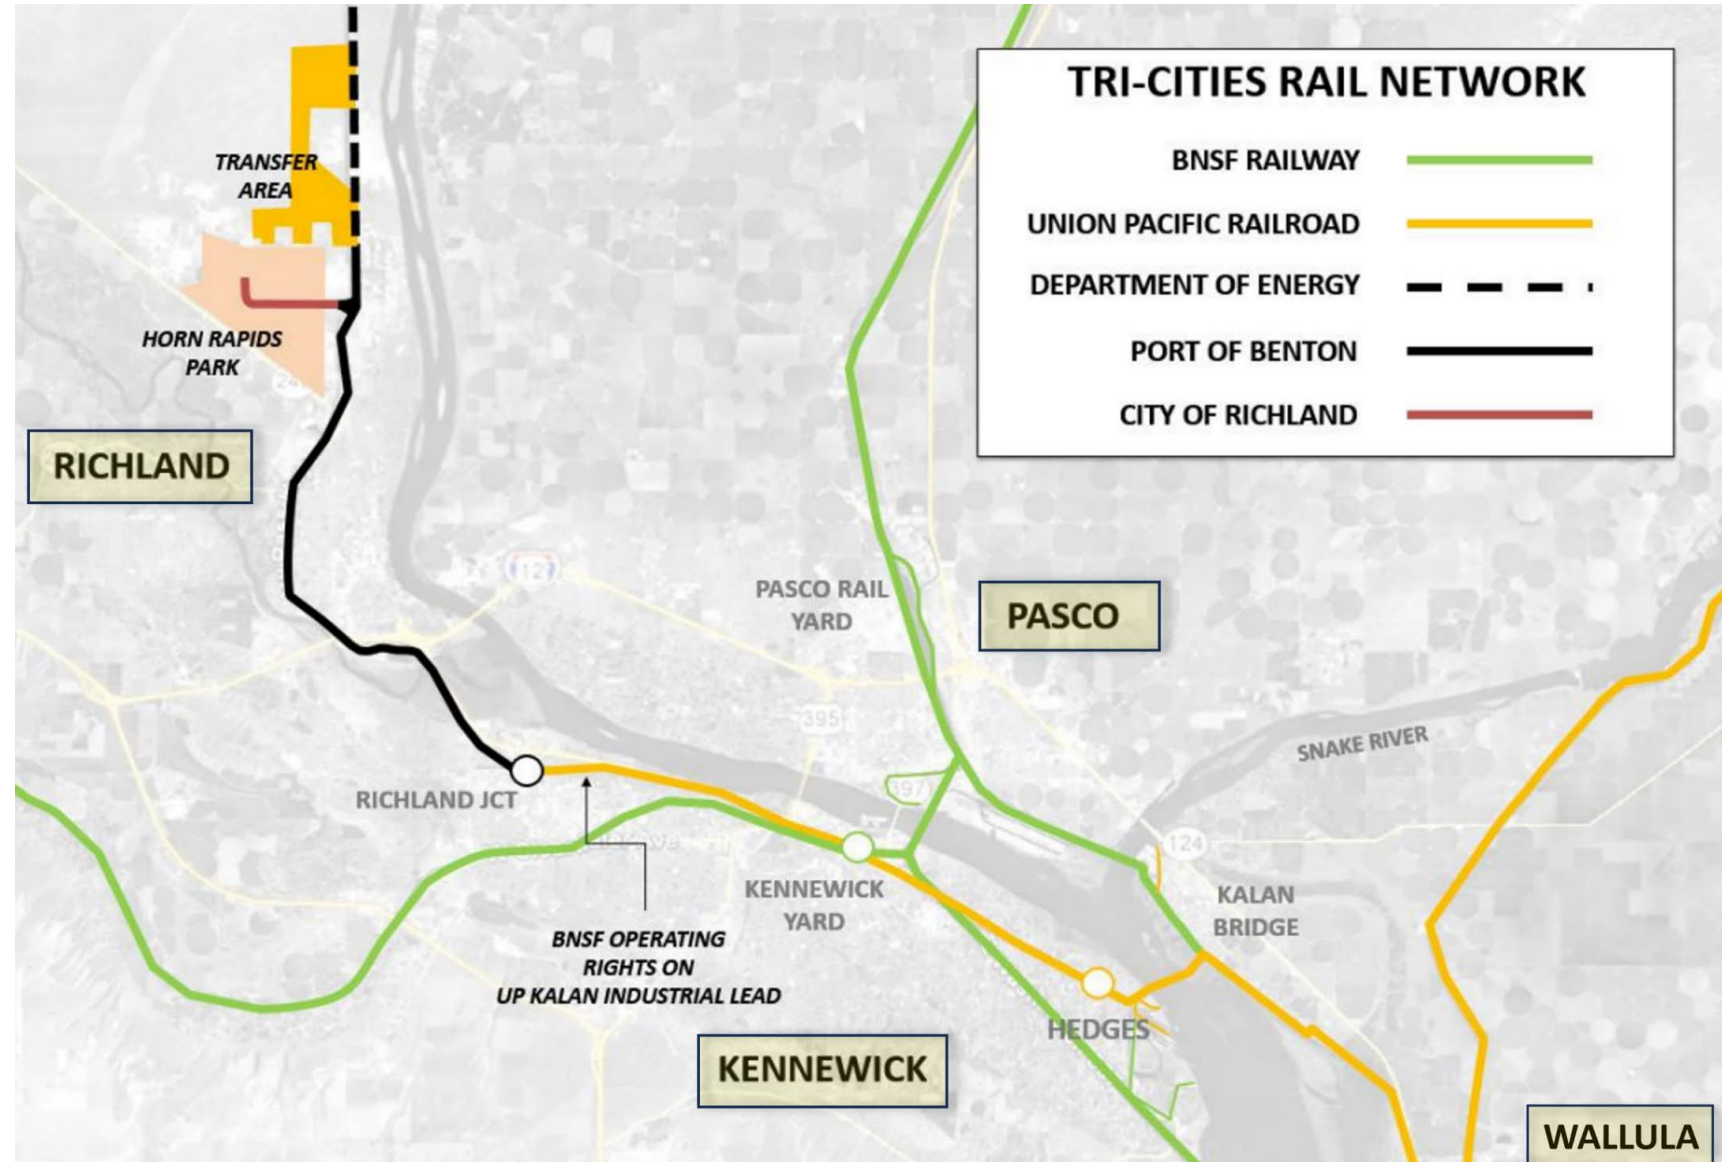 TRI-CITIES RAIL NETWORK
BNSF RAILWAY
UNION PACIFIC RAILROAD
DEPARTMENT OF ENERGY
PORT OF BENTON
CITY OF RICHLAND
TRANSFER
AREA
HORN RAPIDS
PARK
24
RICHLAND
PASCO RAIL
YARD
PASCO
395
SNAKE RIVER
RICHLAND JCT
397
124
KENNEWICK
YARD
KALAN
BRIDGE
BNSF OPERATING
RIGHTS ON
UP KALAN INDUSTRIAL LEAD
HEDGES
KENNEWICK
WALLULA